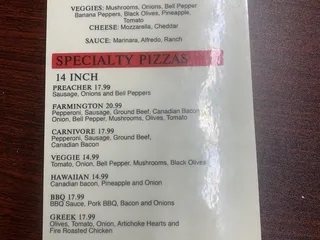 VEGGIES: Mushrooms, Onions, Bell Pepper
Banana Peppers, Black Olives, Pineapple,
Tomato
CHEESE: Mozzarella, Cheddar
SAUCE: Marinara, Alfredo, Ranch
SPECIALTY PIZZAS
14 INCH
PREACHER 17.99
Sausage, Onions and Bell Peppers
FARMINGTON 20.99
Pepperoni, Sausage, Ground Beef, Canadian Bacon
Onion, Bell Pepper, Mushrooms, Olives, Tomato
CARNIVORE 17.99
Pepperoni, Sausage, Ground Beef,
Canadian Bacon
VEGGIE 14.99
Tomato, Onion, Bell Pepper, Mushrooms, Black Olives
HAWAIIAN 14.99
Canadian bacon, Pineapple and Onion
BBQ 17.99
BBQ Sauce, Pork BBQ, Bacon and Onions
GREEK 17.99
Olives, Tomato, Onion, Artichoke Hearts and
Fire Roasted Chicken